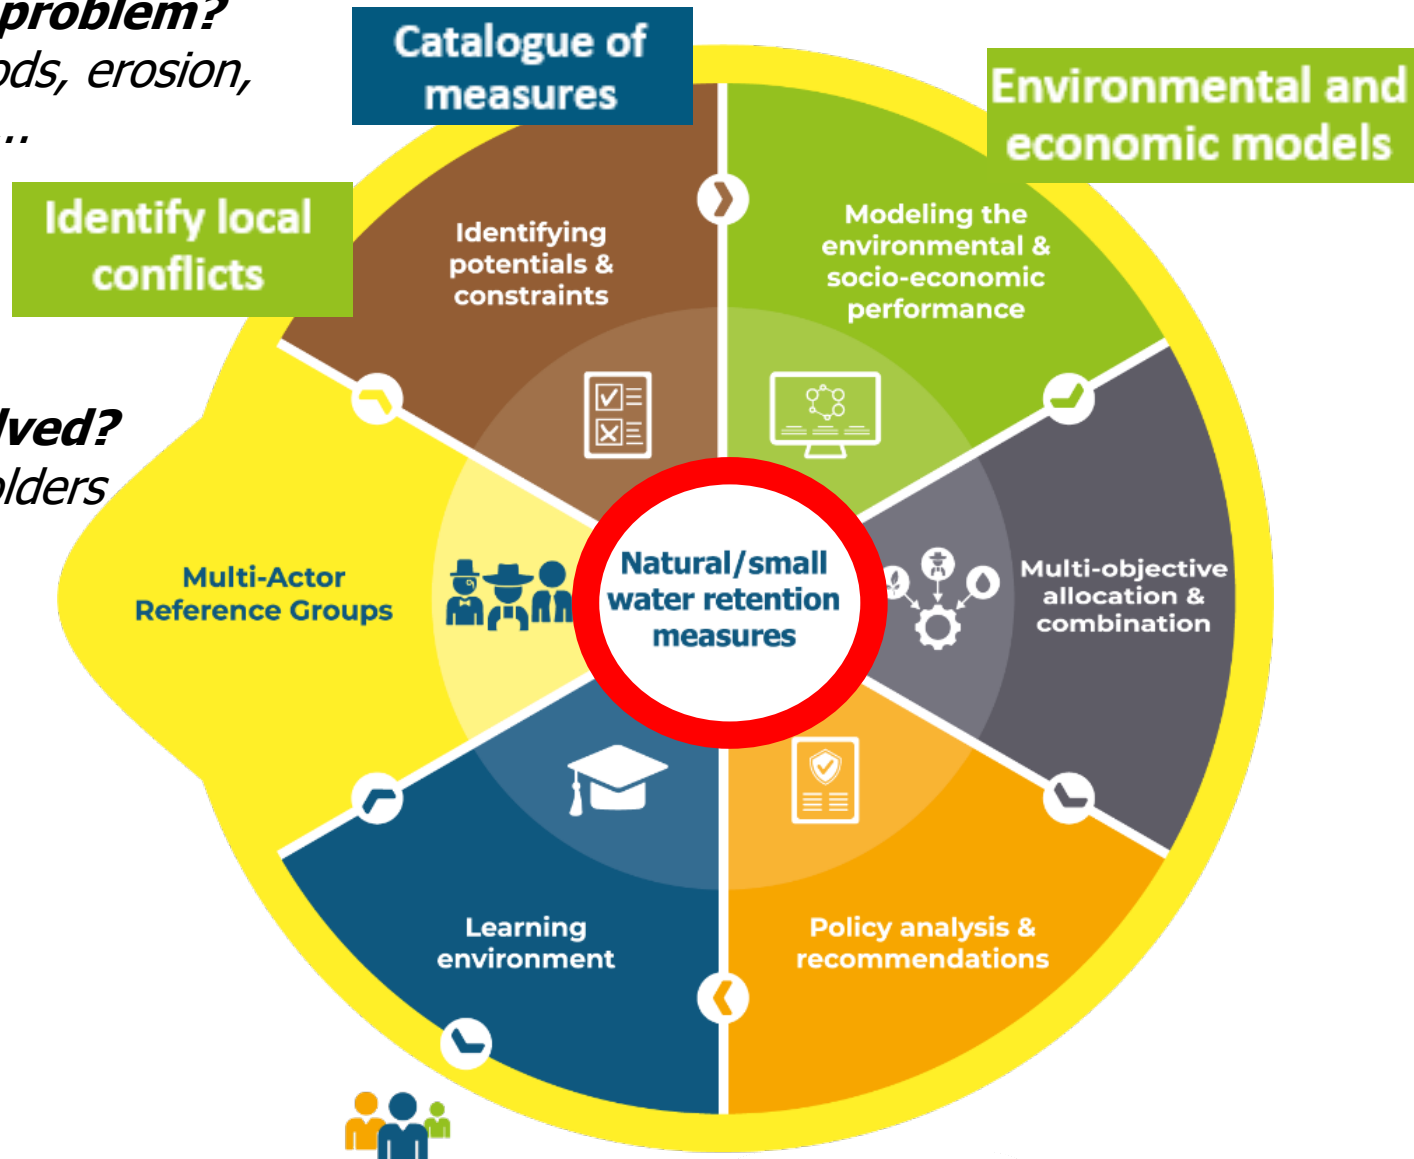 problem?
ods, erosion,
...
Catalogue of
measures
Environmental and
economic models
Identify local
conflicts
Identifying
potentials &
constraints
Modeling the
environmental &
socio-economic
performance
lved?
olders
Multi-Actor
Reference Groups
Natural/small
water retention
measures
Multi-objective
allocation &
combination
Learning
environment
Policy analysis &
recommendations